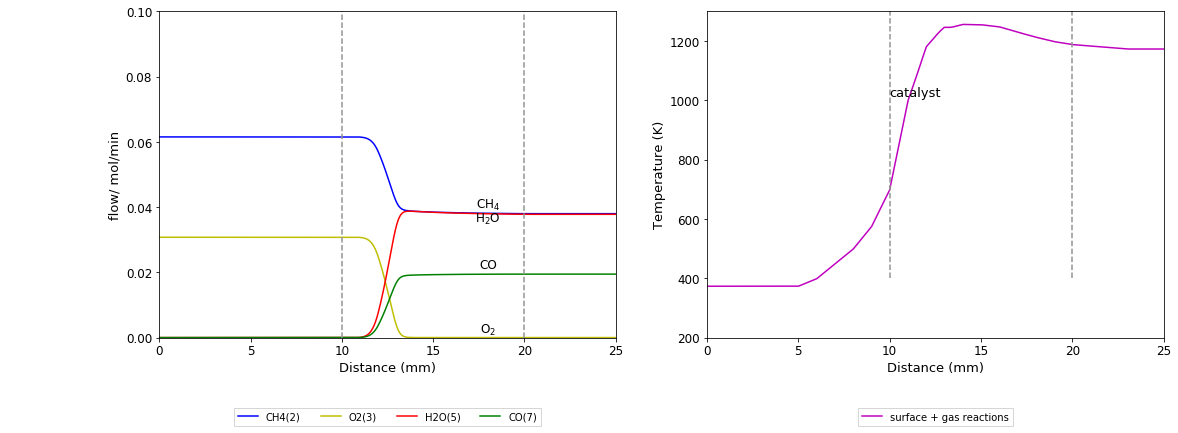 0.10
0.08
0.06
0.04
0.02
0.00
flow/ mol/min
CH4
H2O
CO
O2
0 5 10 15 20 25
Distance (mm)
CH4(2) O2(3) H2O(5) CO(7)
1200
1000
800
600
400
200
Temperature (K)
catalyst
0 5 10 15 20 25
Distance (mm)
surface + gas reactions